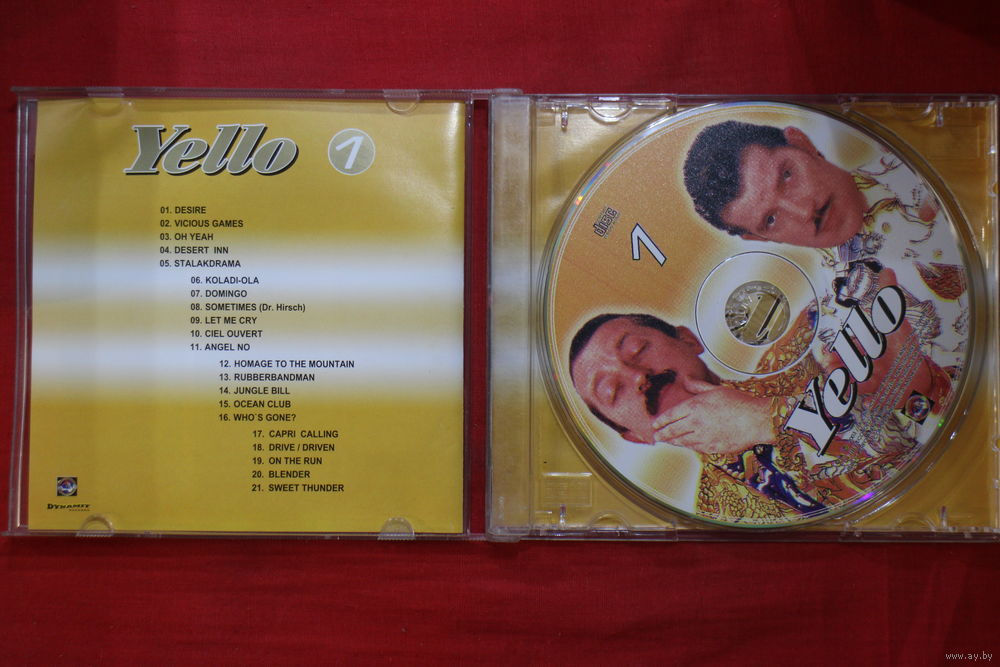 Yello 1
01. DESIRE
02. VICIOUS GAMES
03. OH YEAH
04. DESERT INN
05. STALAKDRAMA
06. KOLADI-OLA
07. DOMINGO
08. SOMETIMES (Dr. Hirsch)
09. LET ME CRY
10. CIEL OUVERT
11. ANGEL NO
12. HOMAGE TO THE MOUNTAIN
13. RUBBERBANDMAN
14. JUNGLE BILL
15. OCEAN CLUB
16. WHO`S GONE?
17. CAPRI CALLING
18. DRIVE / DRIVEN
19. ON THE RUN
20. BLENDER
21. SWEET THUNDER
DYNAMIT
RECORDS
disc
1
Yello
www.ay.by